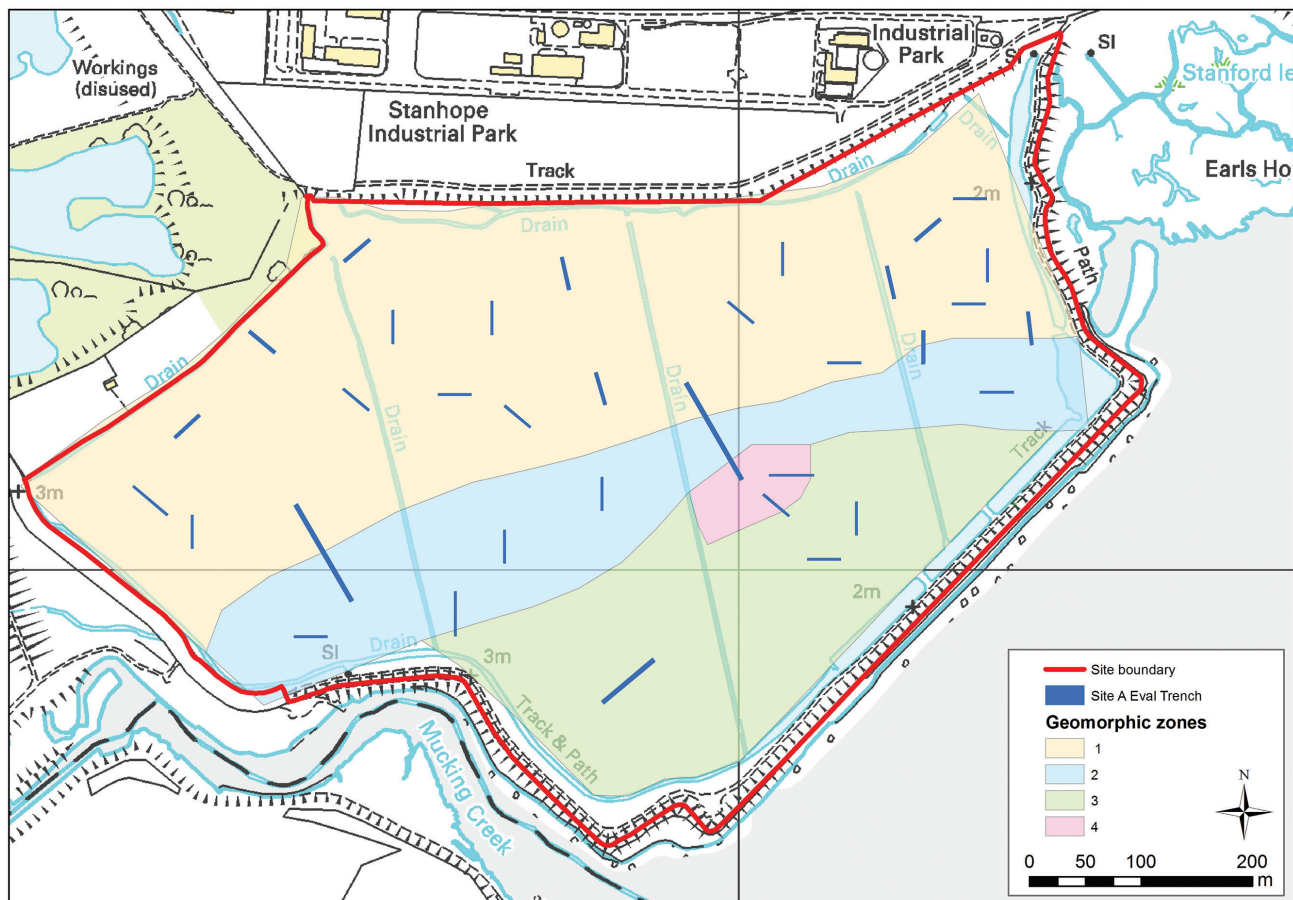 Industrial
Park
S
SI
Workings
(disused)
Stanford le
Stanhope
Industrial Park
Track
Drain
Drain
Earls Ho
2m
Drain
Path
Drain
Drain
Drain
Drain
Track
3m
2m
Drain
SI
3m
Track & Path
Mucking Creek
Site boundary
Site A Eval Trench
Geomorphic zones
1
2
3
4
N
0 50 100 200
m